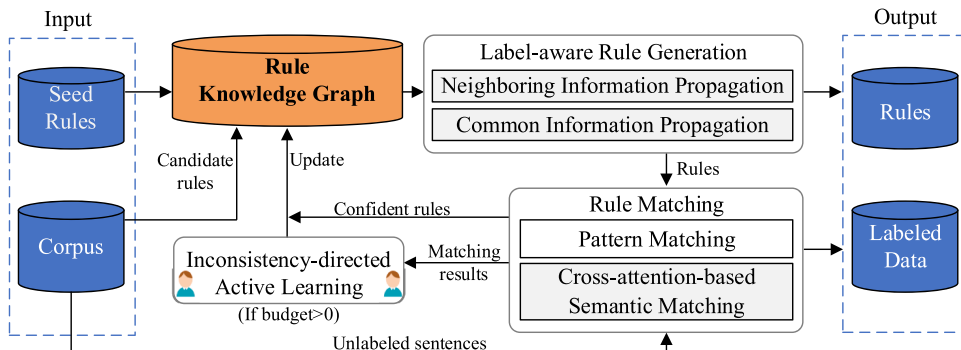 Input
Output
Seed
Rules
Rule
Knowledge Graph
Label-aware Rule Generation
Neighboring Information Propagation
Common Information Propagation
Rules
Candidate
rules
Update
Rules
Corpus
Confident rules
Rule Matching
Pattern Matching
Cross-attention-based
Semantic Matching
Labeled
Data
Inconsistency-directed
Active Learning
(If budget>0)
Matching
results
Unlabeled sentences